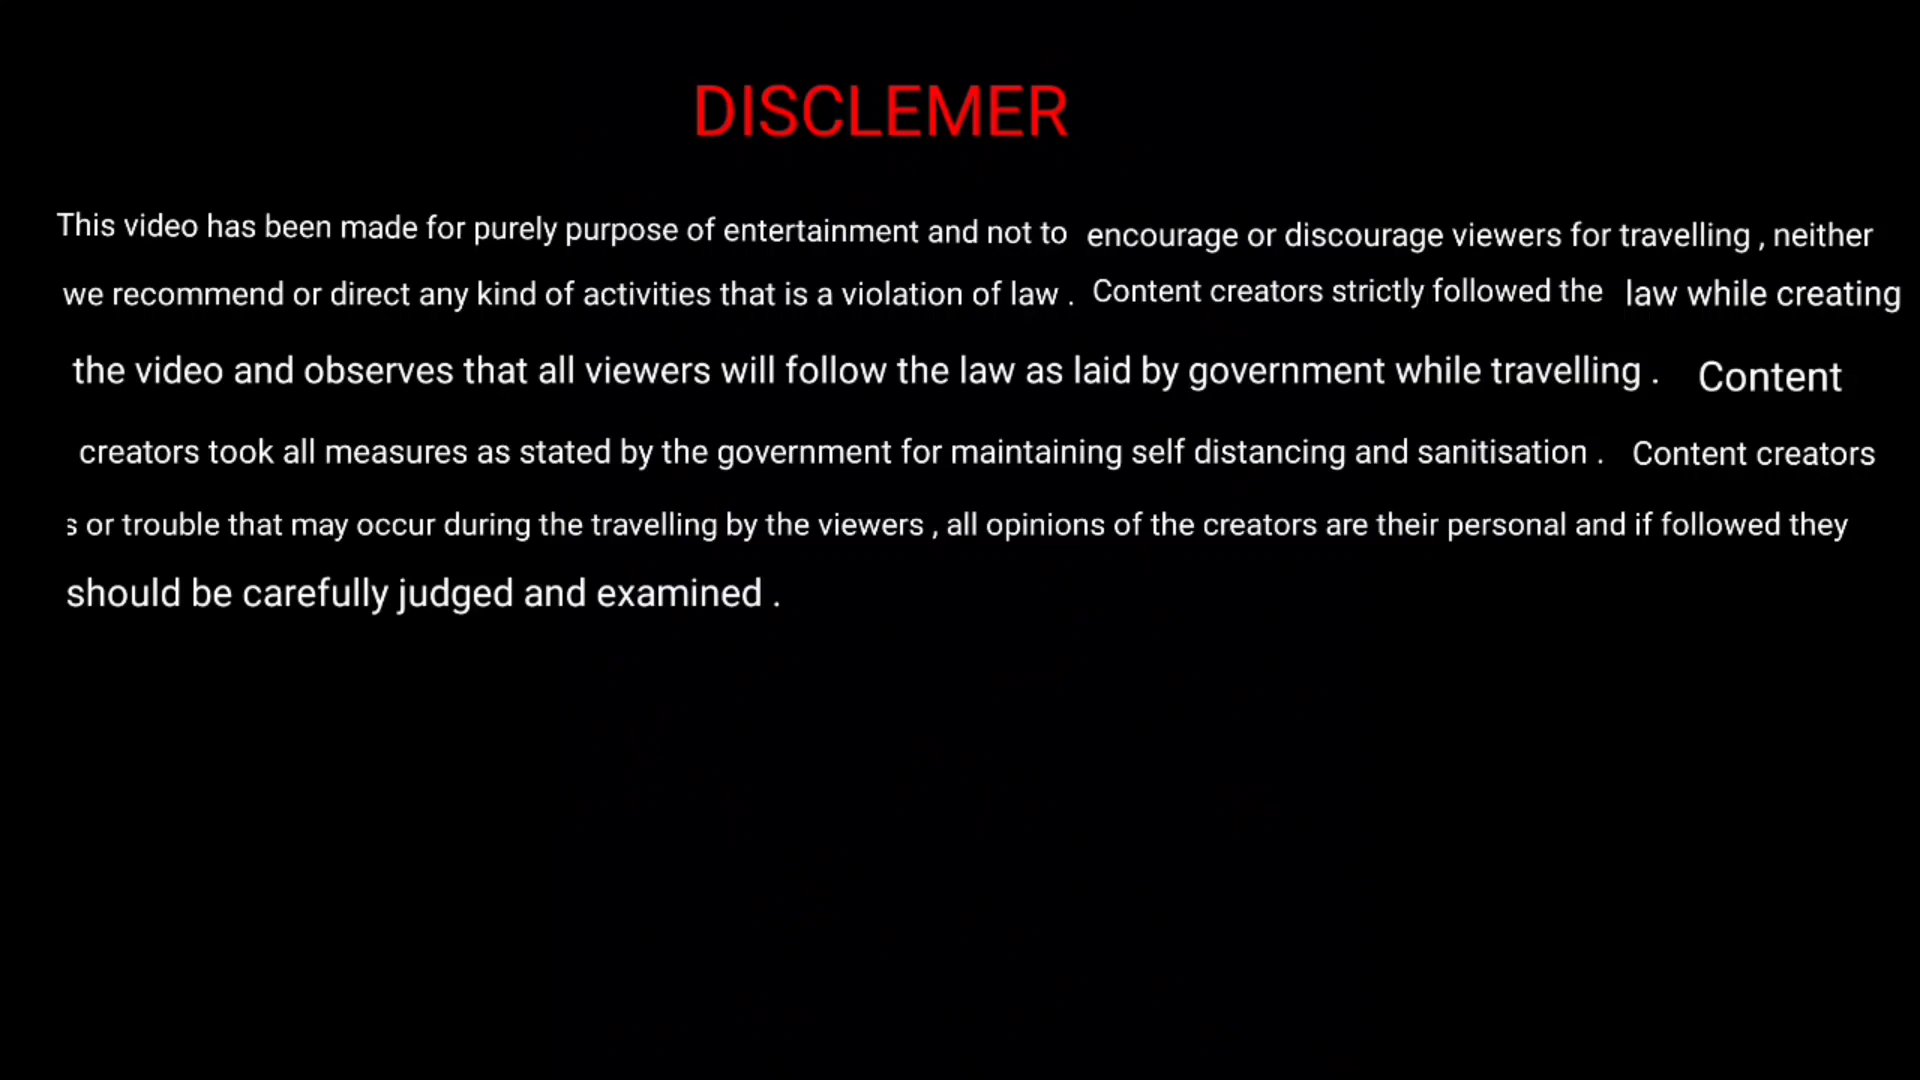 DISCLEMER
This video has been made for purely purpose of entertainment and not to encourage or discourage viewers for travelling , neither
we recommend or direct any kind of activities that is a violation of law . Content creators strictly followed the law while creating
the video and observes that all viewers will follow the law as laid by government while travelling . Content
creators took all measures as stated by the government for maintaining self distancing and sanitisation . Content creators
s or trouble that may occur during the travelling by the viewers , all opinions of the creators are their personal and if followed they
should be carefully judged and examined .